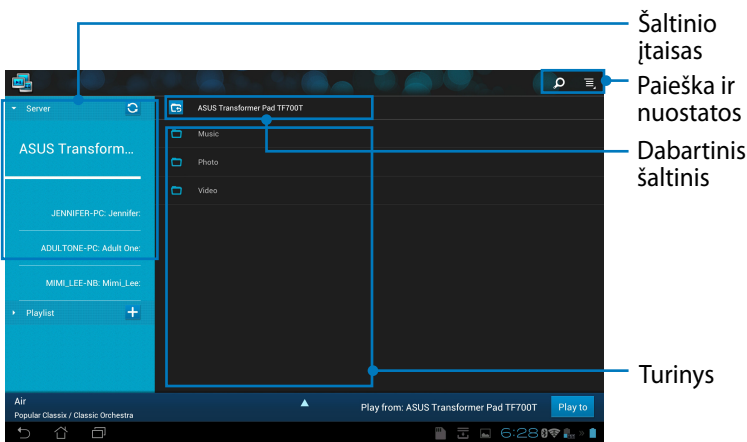 Šaltinio
įtaisas
Paieška ir
nuostatos
Dabartinis
šaltinis
Turinys
Server
ASUS Transformer Pad TF700T
ASUS Transform...
Music
Photo
Video
JENNIFER-PC: Jennifer:
ADULTONE-PC: Adult One:
MIMI_LEE-NB: Mimi_Lee:
Playlist
Air
Popular Classix / Classic Orchestra
Play from: ASUS Transformer Pad TF700T
Play to
6:28